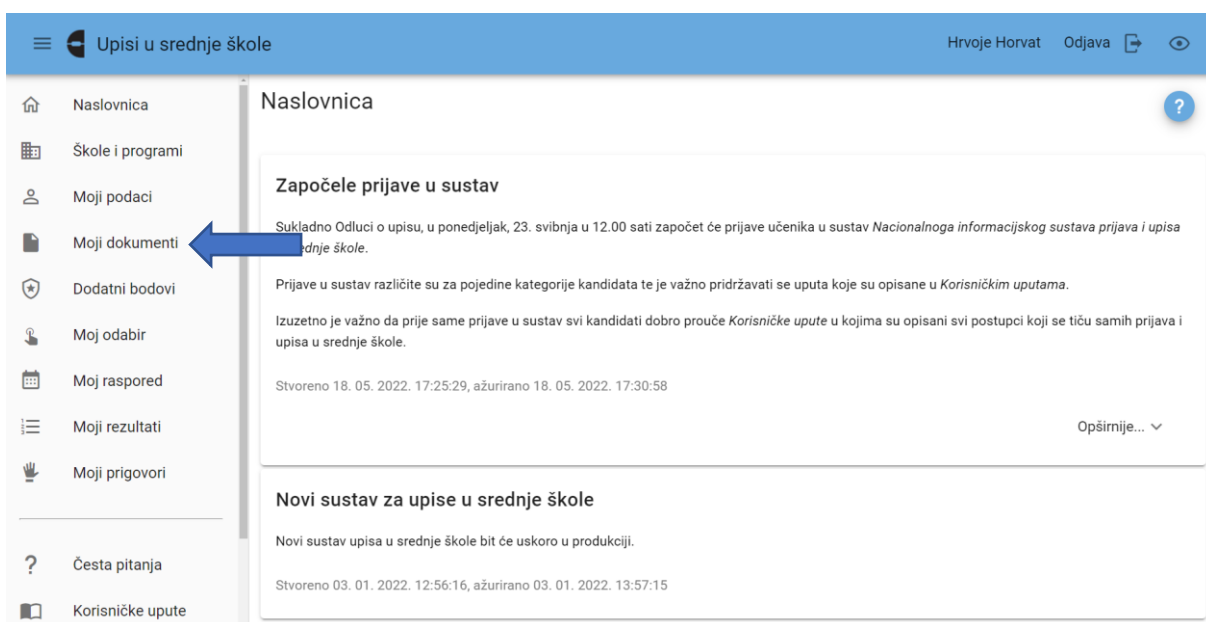 Upisi u srednje škole
Hrvoje Horvat
Odjava
Naslovnica
Škole i programi
Moji podaci
Moji dokumenti
Dodatni bodovi
Moj odabir
Moj raspored
Moji rezultati
Moji prigovori
Česta pitanja
Korisničke upute
Naslovnica
?
Započele prijave u sustav
Sukladno Odluci o upisu, u ponedjeljak, 23. svibnja u 12.00 sati započet će prijave učenika u sustav Nacionalnoga informacijskog sustava prijava i upisa
ednje škole.
Prijave u sustav različite su za pojedine kategorije kandidata te je važno pridržavati se uputa koje su opisane u Korisničkim uputama.
Izuzetno je važno da prije same prijave u sustav svi kandidati dobro prouče Korisničke upute u kojima su opisani svi postupci koji se tiču samih prijava i
upisa u srednje škole.
Stvoreno 18. 05. 2022. 17:25:29, ažurirano 18. 05. 2022. 17:30:58
Opširnije...
Novi sustav za upise u srednje škole
Novi sustav upisa u srednje škole bit će uskoro u produkciji.
Stvoreno 03. 01. 2022. 12:56:16, ažurirano 03. 01. 2022. 13:57:15